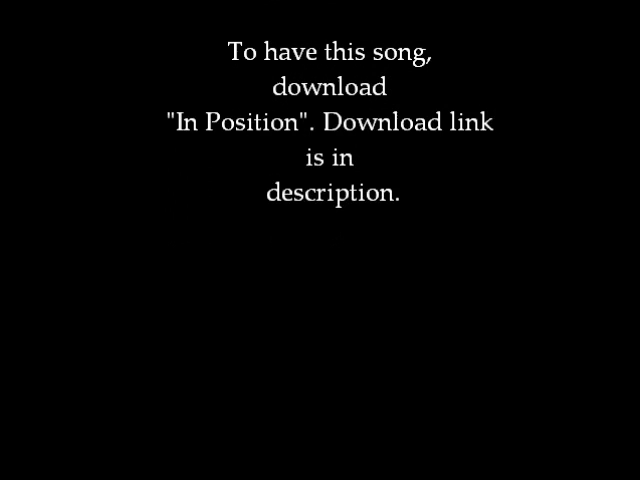 To have this song,
download
"In Position". Download link
is in
description.